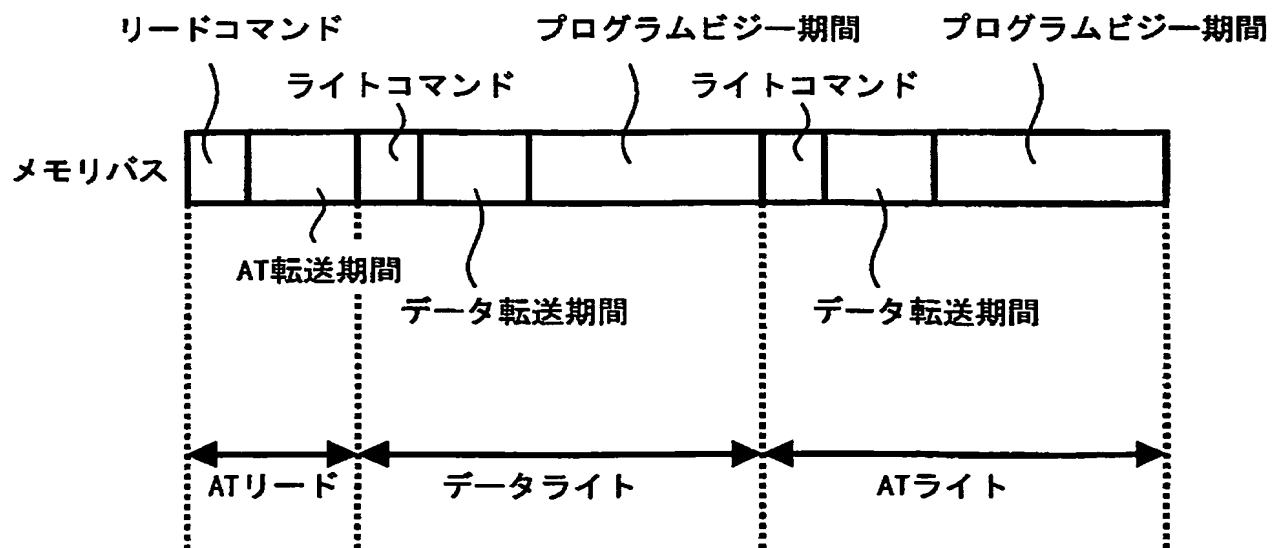 リードコマンド
プログラムビジー期間
プログラムビジー期間
ライトコマンド
ライトコマンド
メモリバス
AT転送期間
データ転送期間
データ転送期間
ATリード
データライト
ATライト